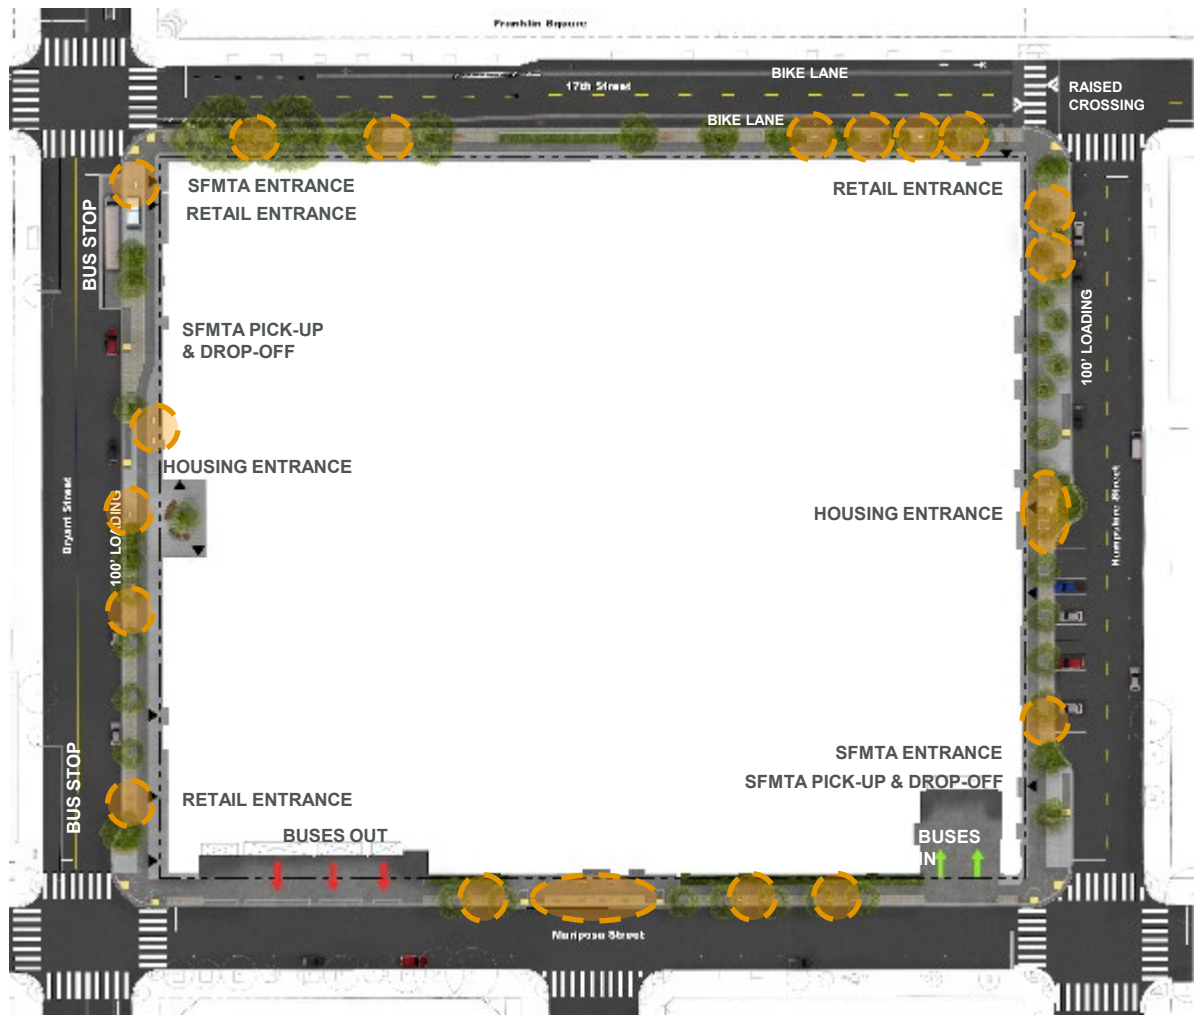 Franklin Square
BIKE LANE
17th Street
RAISED
CROSSING
BIKE LANE
SFMTA ENTRANCE
RETAIL ENTRANCE
RETAIL ENTRANCE
BUS STOP
SFMTA PICK-UP
& DROP-OFF
100' LOADING
HOUSING ENTRANCE
HOUSING ENTRANCE
Bryant Street
100' LOADING
Hampshire Street
SFMTA ENTRANCE
SFMTA PICK-UP & DROP-OFF
BUS STOP
RETAIL ENTRANCE
BUSES OUT
BUSES
IN
Mariposa Street